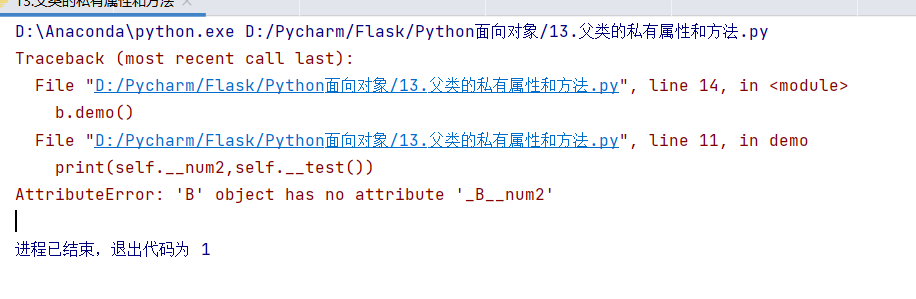 13.父类的私有属性和方法
D:\Anaconda\python.exe D:/Pycharm/Flask/Python面向对象/13.父类的私有属性和方法.py
Traceback (most recent call last):
  File "D:/Pycharm/Flask/Python面向对象/13.父类的私有属性和方法.py", line 14, in <module>
    b.demo()
  File "D:/Pycharm/Flask/Python面向对象/13.父类的私有属性和方法.py", line 11, in demo
    print(self.__num2,self.__test())
AttributeError: 'B' object has no attribute '_B__num2'
进程已结束，退出代码为 1